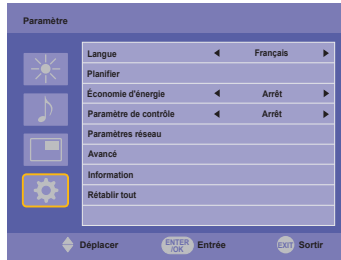 Paramètre
Langue Français
Planifier
Économie d'énergie Arrêt
Paramètre de contrôle Arrêt
Paramètres réseau
Avancé
Information
Rétablir tout
Déplacer ENTER /OK Entrée EXIT Sortir